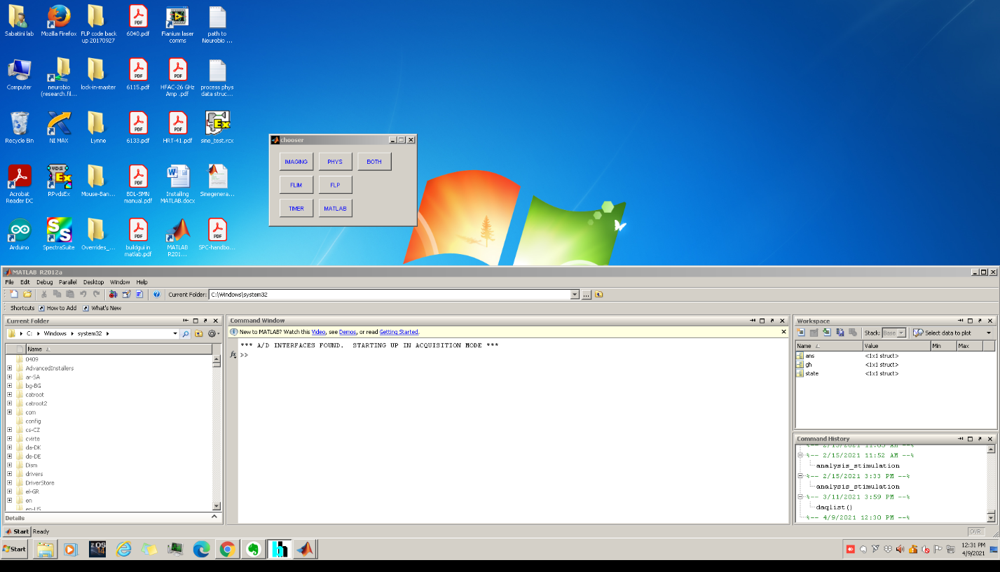 Sabatini lab
Mozilla Firefox
FLP code back
up 20170927
6040.pdf
Fianium laser
comms
path to
Neurobio ...
Computer
neurobio
(research.fil...
lock-in-master
6115.pdf
HFAC-26 GHz
Amp .pdf
process phys
data struc...
Recycle Bin
NI MAX
Lynne
6133.pdf
HRT-41.pdf
sine_test.rcx
Acrobat
Reader DC
RPvdsEx
Mouse-Ban...
BDL-SMN
manual.pdf
Installing
MATLAB.docx
Sinegenera...
Arduino
SpectraSuite
Overrides_...
buildgui in
matlab.pdf
MATLAB
R201...
SPC-handbo...
chooser
IMAGING PHYS BOTH
FLIM FLP
TIMER MATLAB
MATLAB R2012a
File Edit Debug Parallel Desktop Window Help
Current Folder: C:\Windows\system32
Shortcuts How to Add What's New
Current Folder
C: Windows system32
Name
0409
AdvancedInstallers
ar-SA
bg-BG
catroot
catroot2
com
config
cs-CZ
cvirte
da-DK
de-DE
Dism
drivers
DriverStore
el-GR
en
en-US
Details
Command Window
New to MATLAB? Watch this Video, see Demos, or read Getting Started.
*** A/D INTERFACES FOUND.  STARTING UP IN ACQUISITION MODE ***
fx >>
Workspace
Stack: Base Select data to plot
Name Value Min Max
ans <1x1 struct>
gh <1x1 struct>
state <1x1 struct>
Command History
%-- 2/15/2021 11:52 AM --%
analysis_stimulation
%-- 2/15/2021 3:33 PM --%
analysis_stimulation
%-- 3/11/2021 3:59 PM --%
daqlist()
%-- 4/9/2021 12:30 PM --%
Start Ready
OVR
Start
12:31 PM
4/9/2021